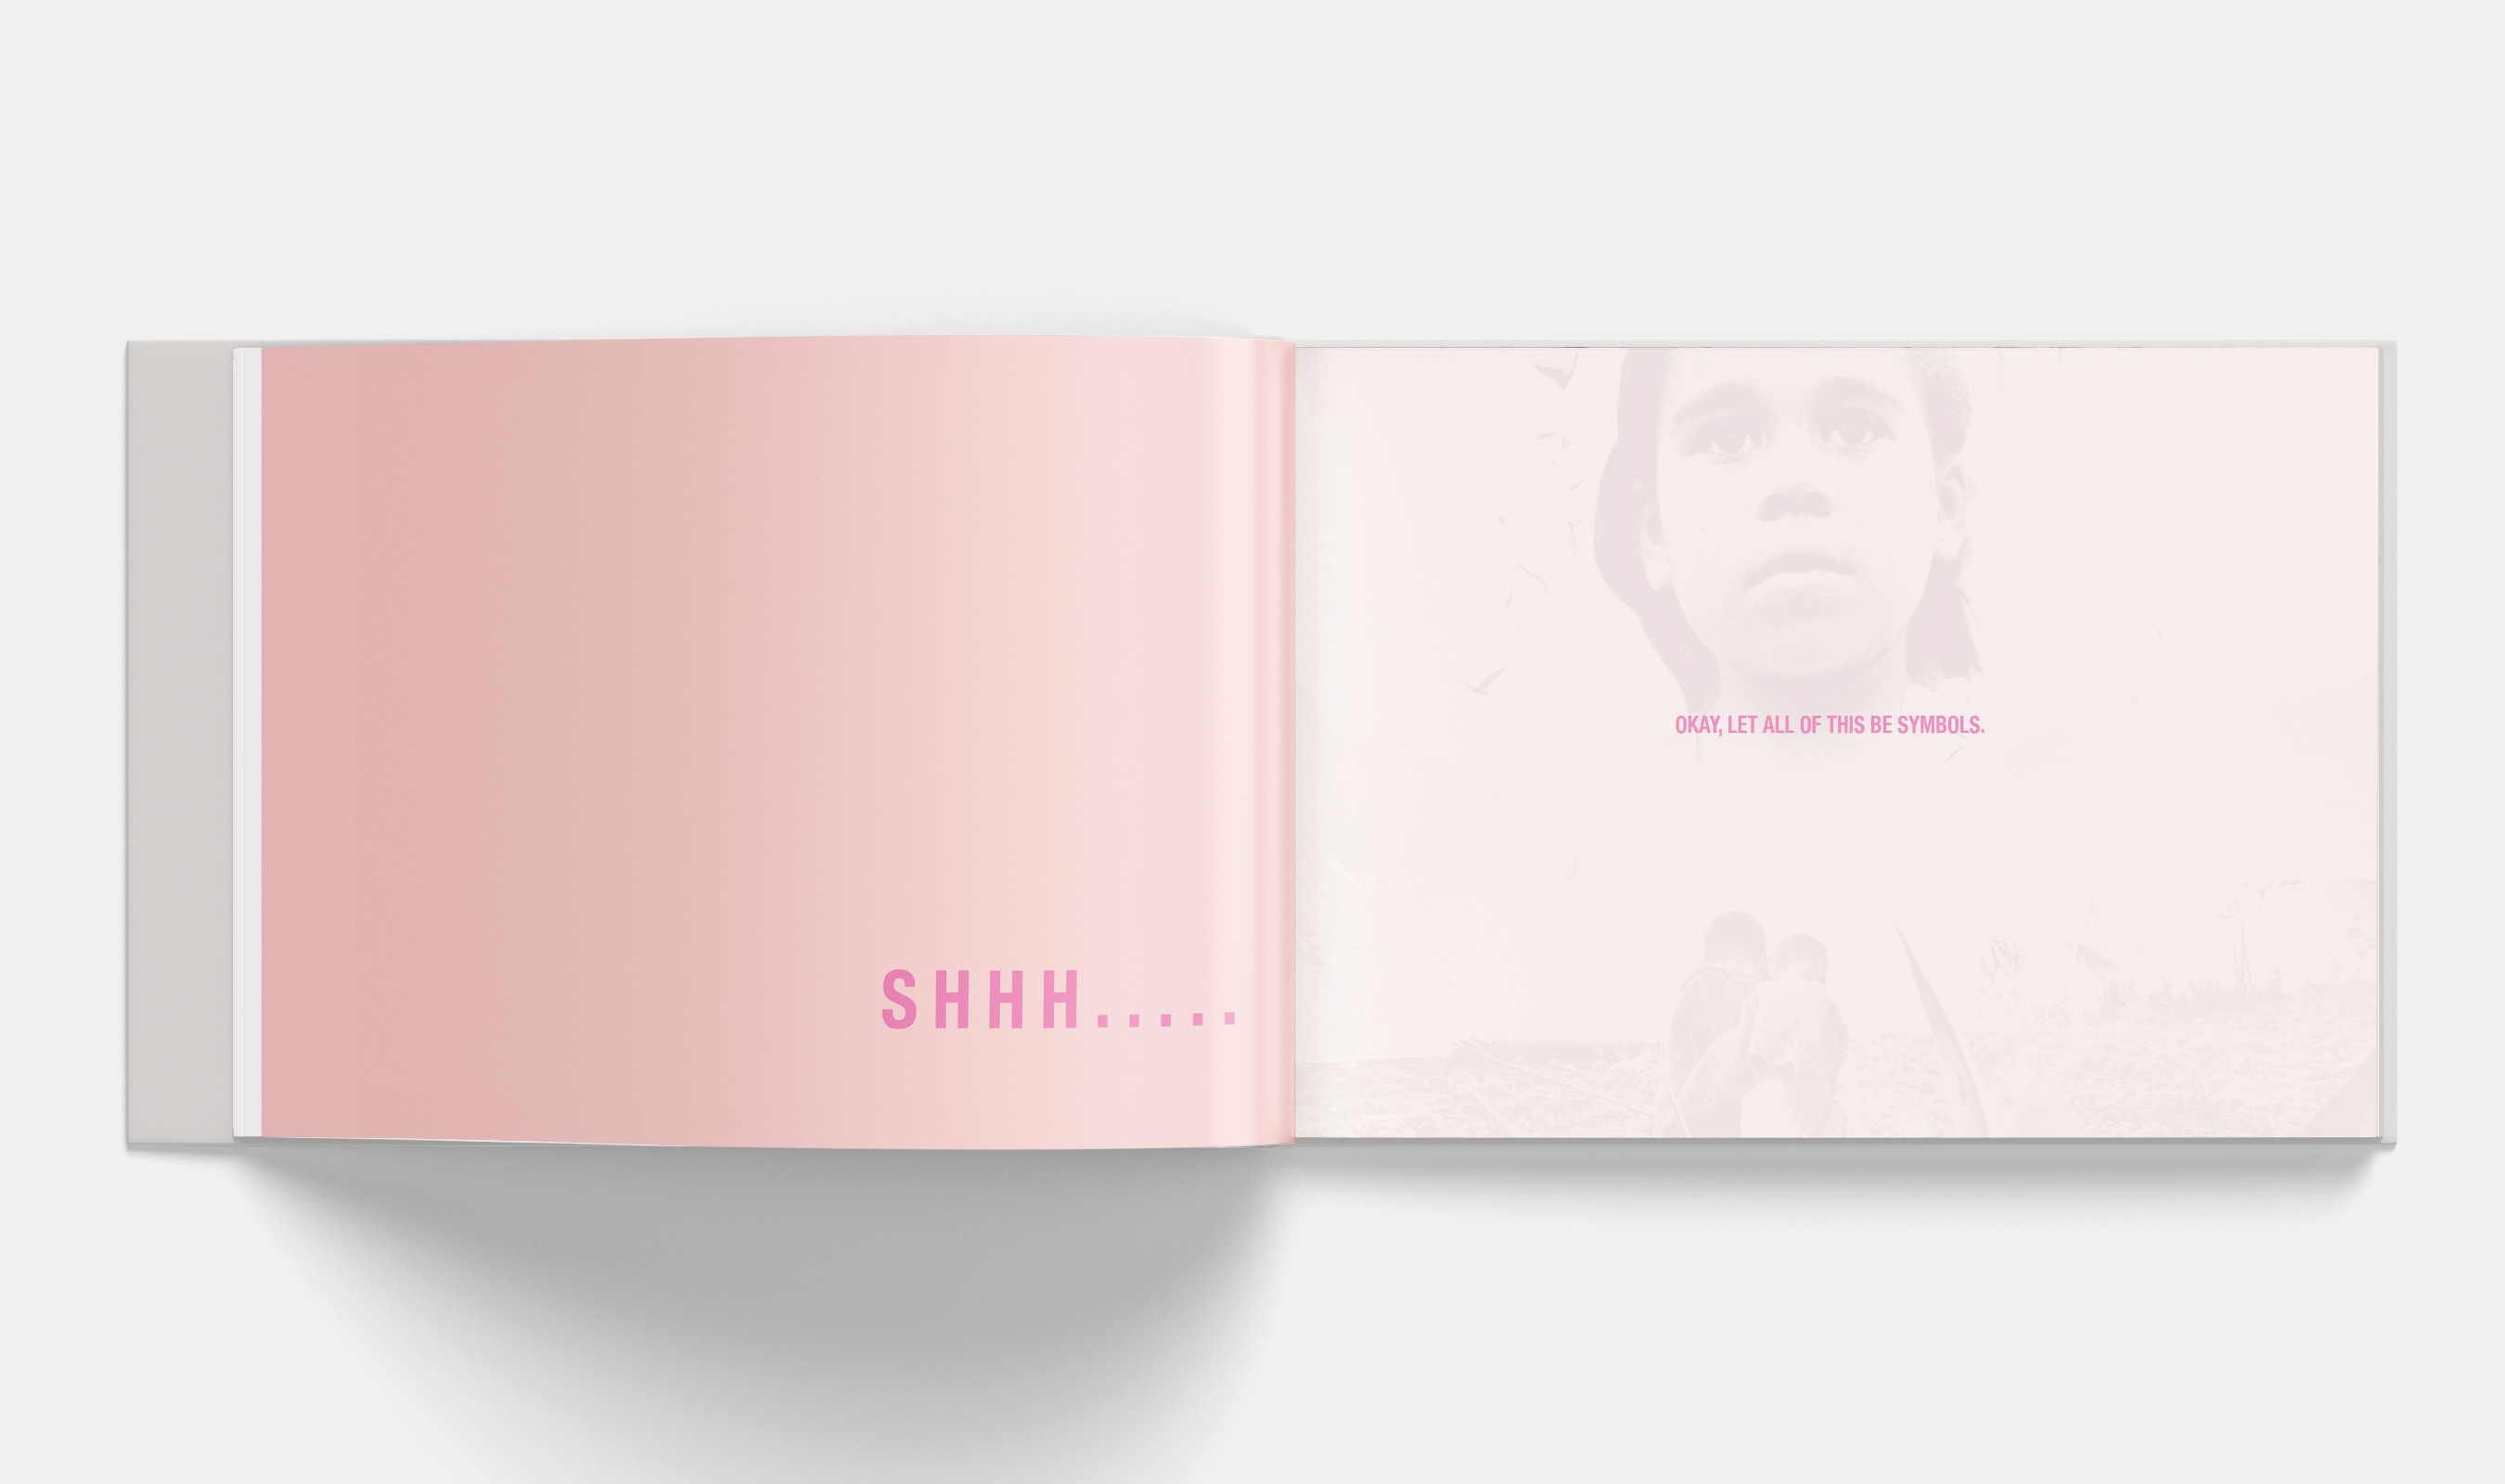 SHHH.....
OKAY, LET ALL OF THIS BE SYMBOLS.